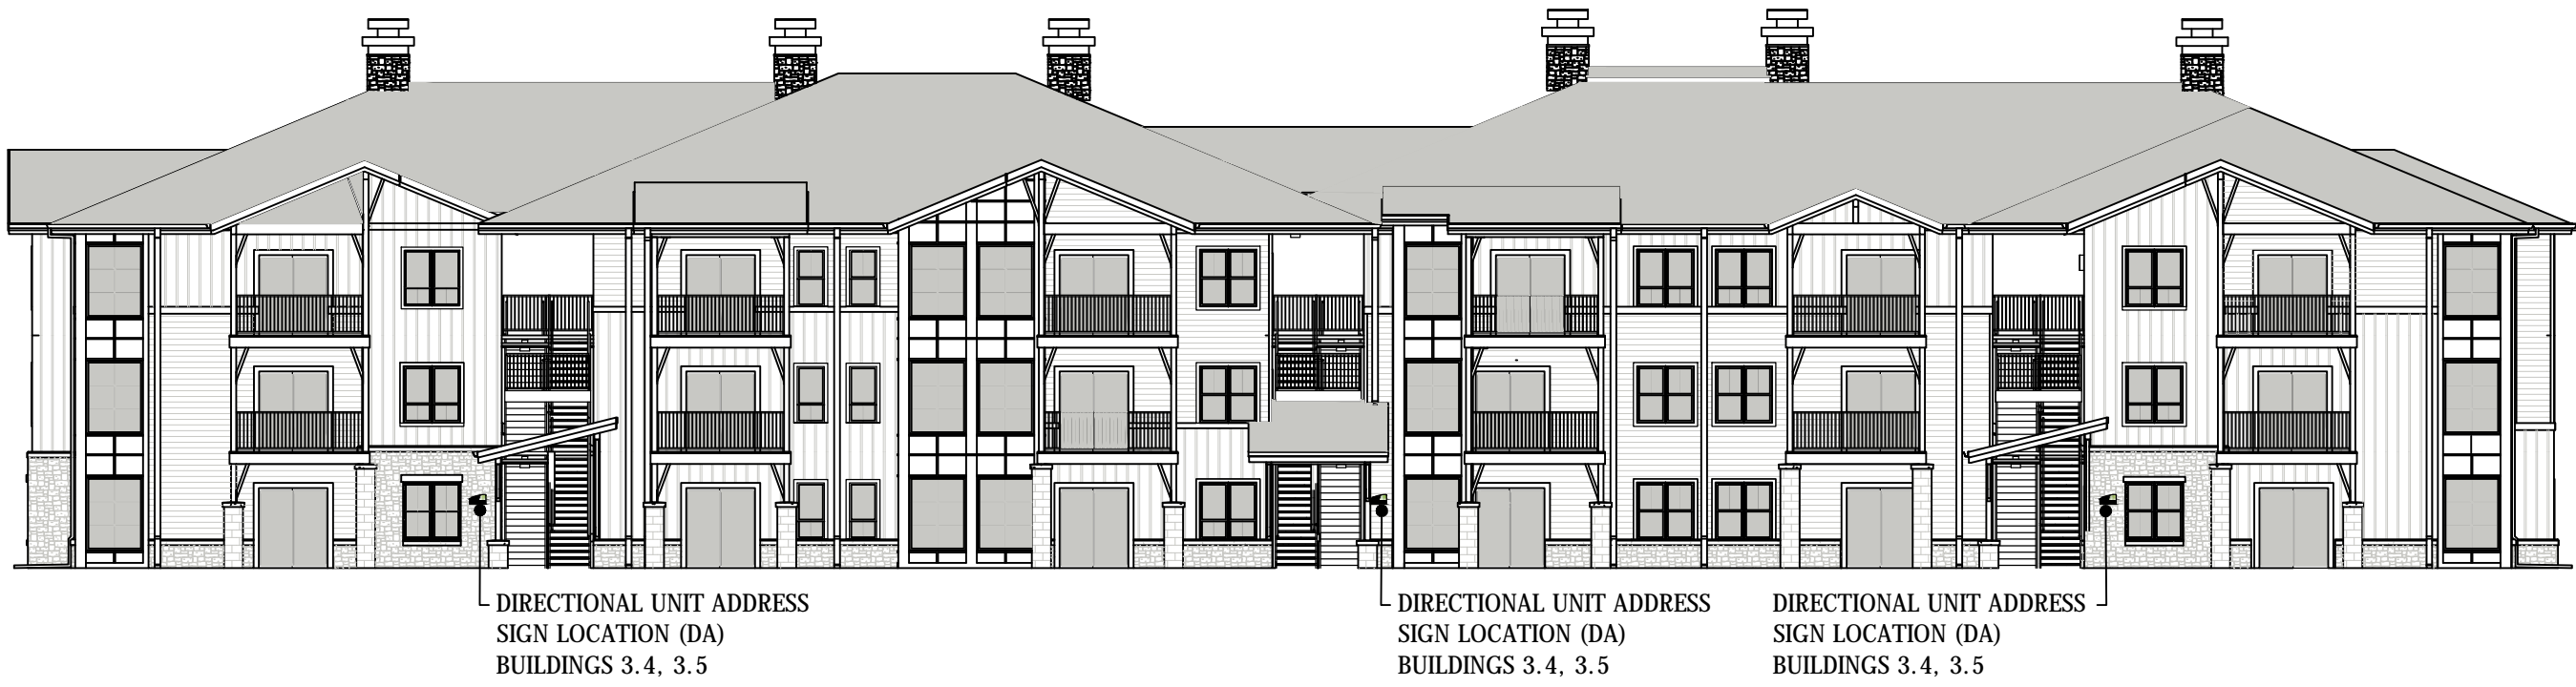 DIRECTIONAL UNIT ADDRESS
SIGN LOCATION (DA)
BUILDINGS 3.4, 3.5
DIRECTIONAL UNIT ADDRESS
SIGN LOCATION (DA)
BUILDINGS 3.4, 3.5
DIRECTIONAL UNIT ADDRESS
SIGN LOCATION (DA)
BUILDINGS 3.4, 3.5